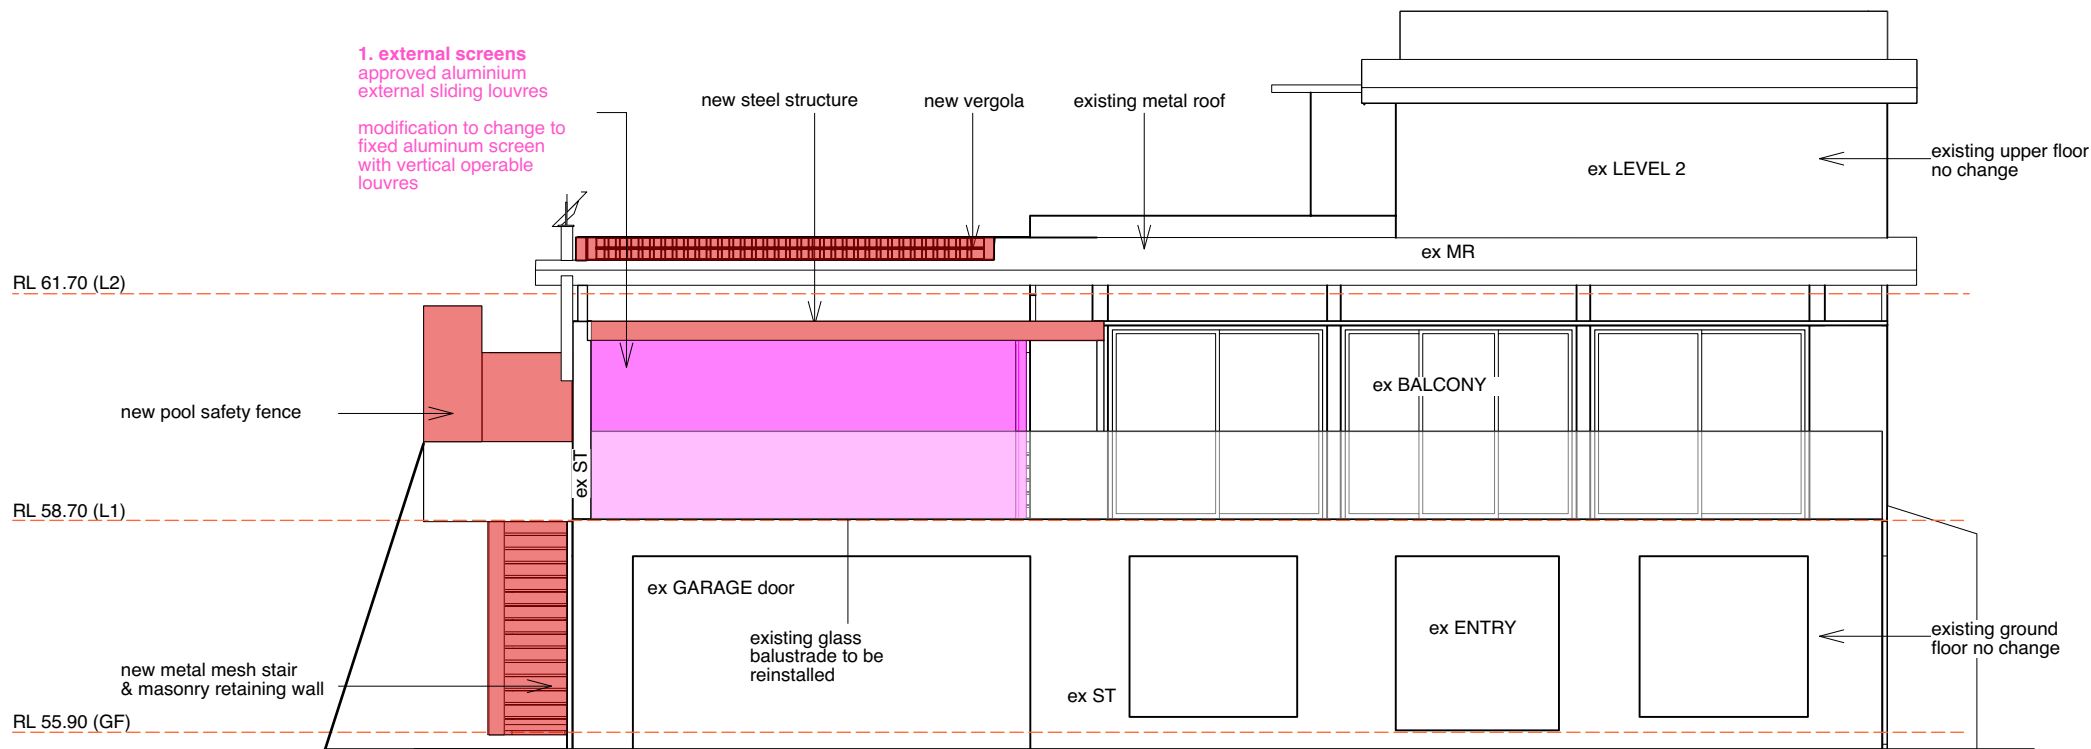 1. external screens
approved aluminium
external sliding louvres
modification to change to
fixed aluminum screen
with vertical operable
louvres
new steel structure
new vergola
existing metal roof
ex LEVEL 2
existing upper floor
no change
ex MR
RL 61.70 (L2)
ex BALCONY
new pool safety fence
ex ST
RL 58.70 (L1)
ex GARAGE door
existing glass
balustrade to be
reinstalled
ex ENTRY
existing ground
floor no change
new metal mesh stair
& masonry retaining wall
ex ST
RL 55.90 (GF)